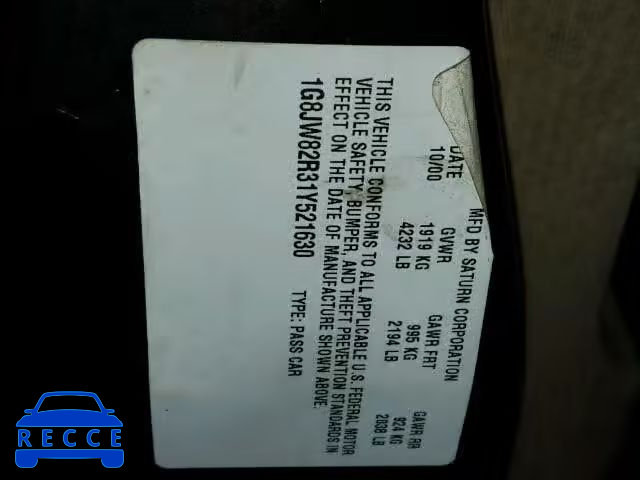 MFD BY SATURN CORPORATION
DATE GVWR GAWR FRT GAWR RR
10/00 1919 KG 995 KG 924 KG
4232 LB 2194 LB LB
THIS VEHICLE CONFORMS TO ALL APPLICABLE U.S. FEDERAL MOTOR
VEHICLE SAFETY, BUMPER, AND THEFT PREVENTION STANDARDS IN
EFFECT ON THE DATE OF MANUFACTURE SHOWN ABOVE.
1G8JW82R31Y521630 TYPE: PASS CAR
RECCE